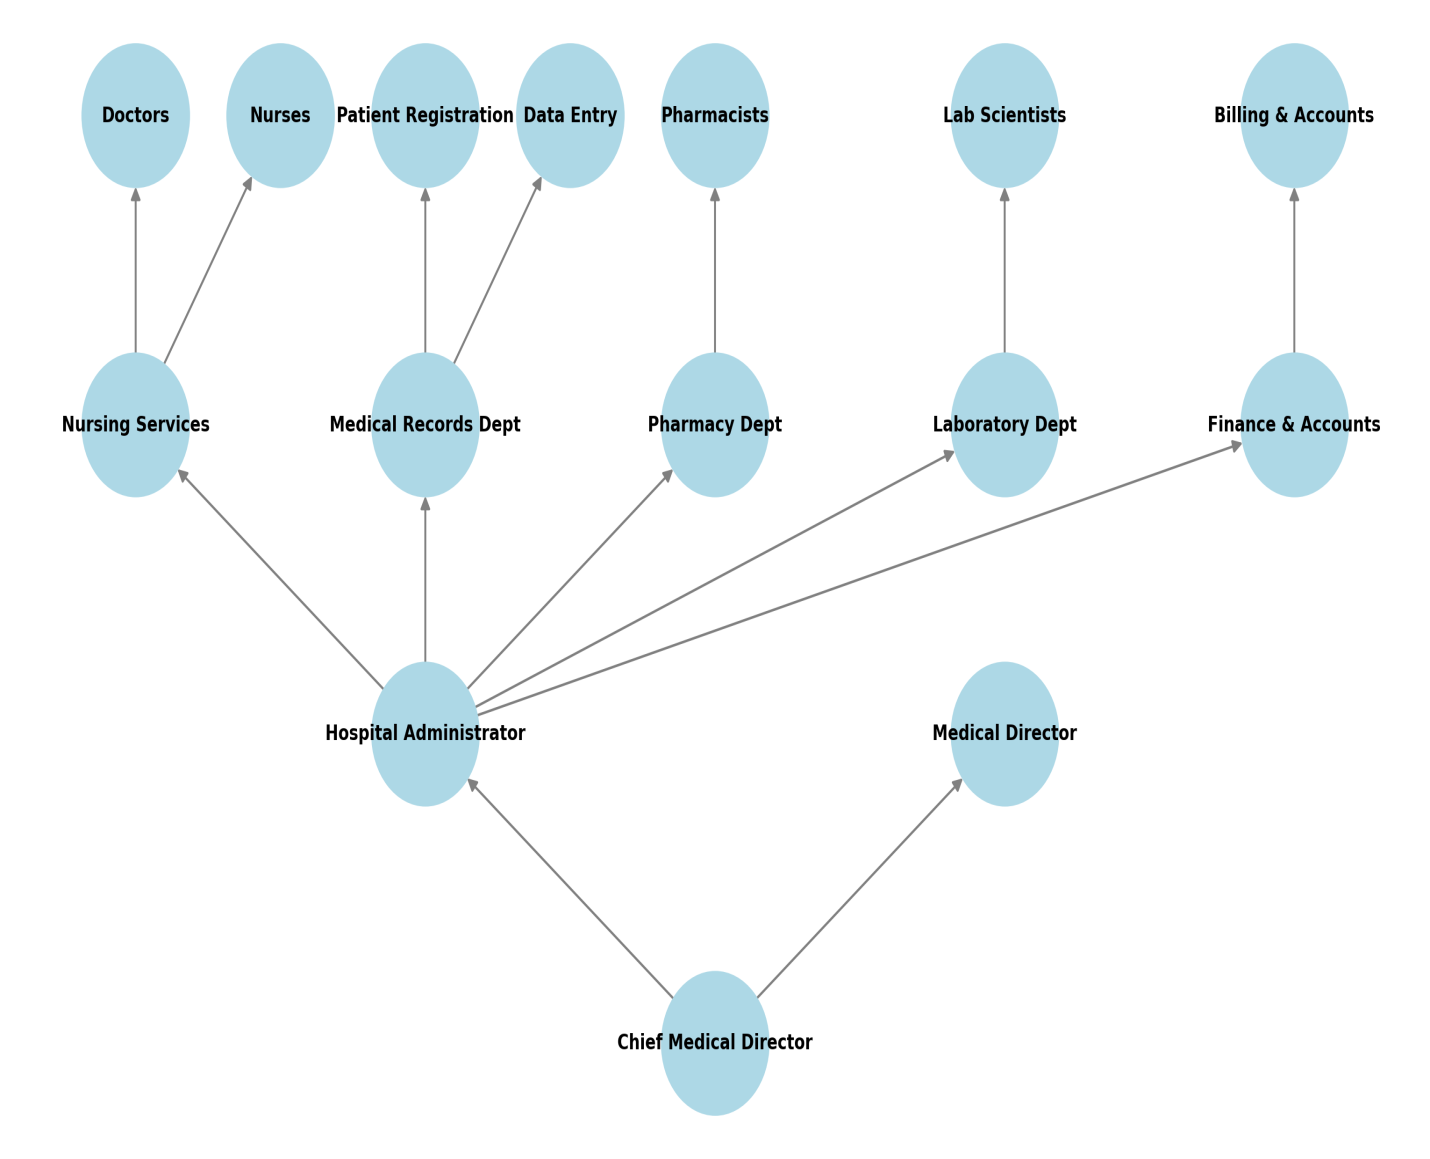 Doctors
Nurses
Patient Registration
Data Entry
Pharmacists
Lab Scientists
Billing & Accounts
Nursing Services
Medical Records Dept
Pharmacy Dept
Laboratory Dept
Finance & Accounts
Hospital Administrator
Medical Director
Chief Medical Director